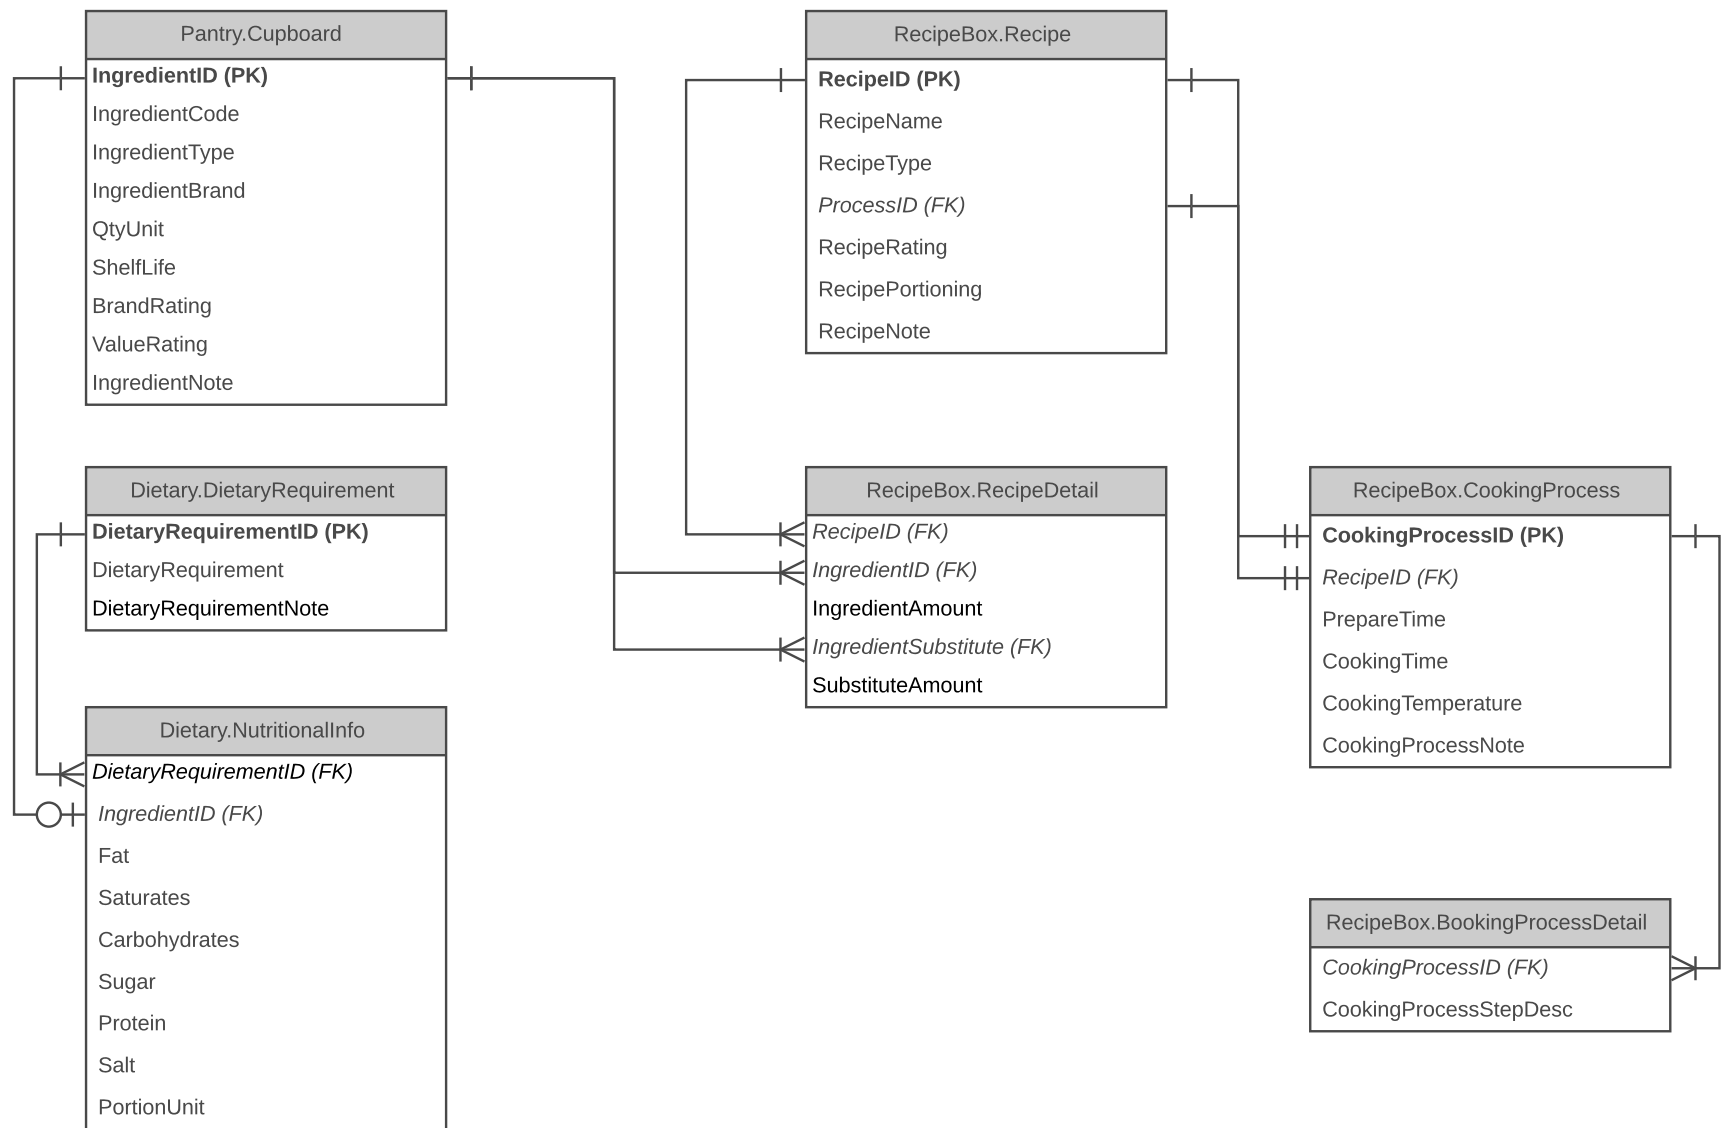 Pantry.Cupboard
IngredientID (PK)
IngredientCode
IngredientType
IngredientBrand
QtyUnit
ShelfLife
BrandRating
ValueRating
IngredientNote
RecipeBox.Recipe
RecipeID (PK)
RecipeName
RecipeType
ProcessID (FK)
RecipeRating
RecipePortioning
RecipeNote
Dietary.DietaryRequirement
DietaryRequirementID (PK)
DietaryRequirement
DietaryRequirementNote
RecipeBox.RecipeDetail
RecipeID (FK)
IngredientID (FK)
IngredientAmount
IngredientSubstitute (FK)
SubstituteAmount
RecipeBox.CookingProcess
CookingProcessID (PK)
RecipeID (FK)
PrepareTime
CookingTime
CookingTemperature
CookingProcessNote
Dietary.NutritionalInfo
DietaryRequirementID (FK)
IngredientID (FK)
Fat
Saturates
Carbohydrates
Sugar
Protein
Salt
PortionUnit
RecipeBox.BookingProcessDetail
CookingProcessID (FK)
CookingProcessStepDesc